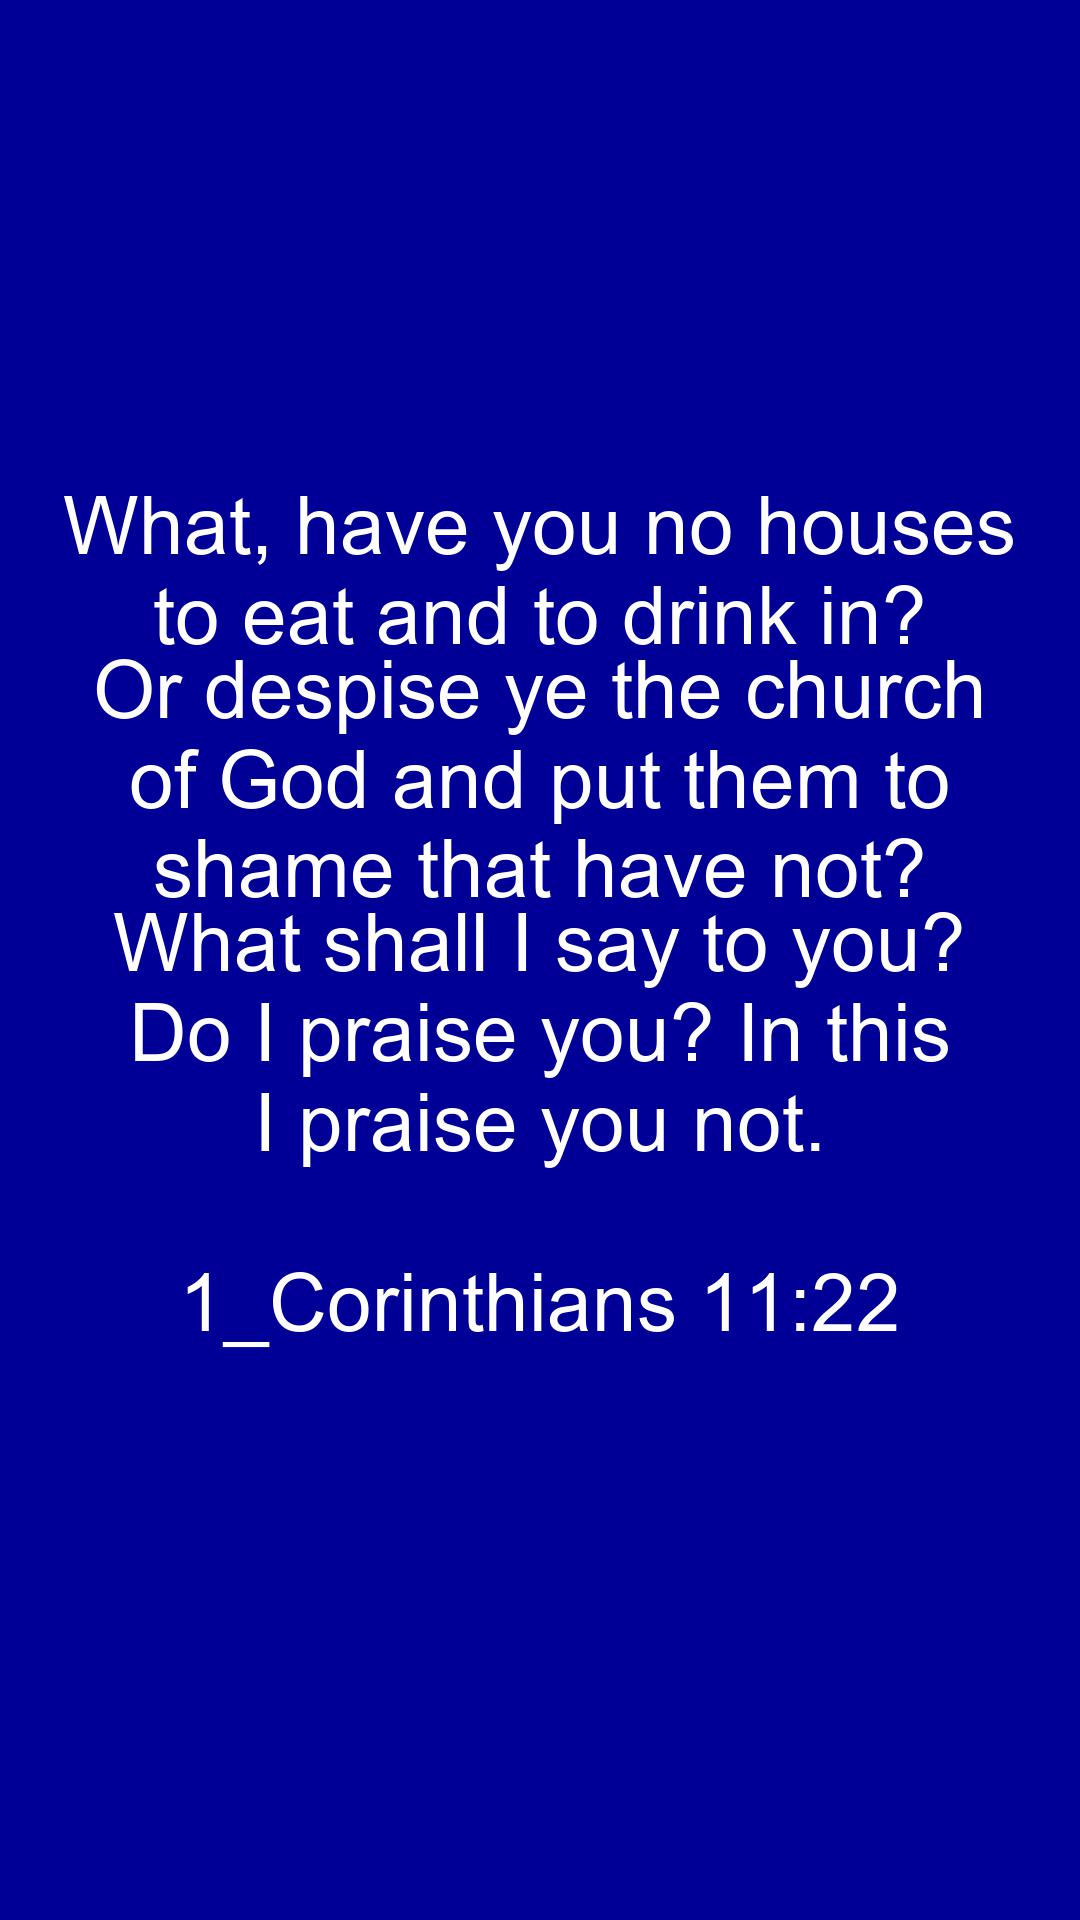 What, have you no houses
to eat and to drink in?
Or despise ye the church
of God and put them to
shame that have not?
What shall I say to you?
Do I praise you? In this
I praise you not.
1_Corinthians 11:22